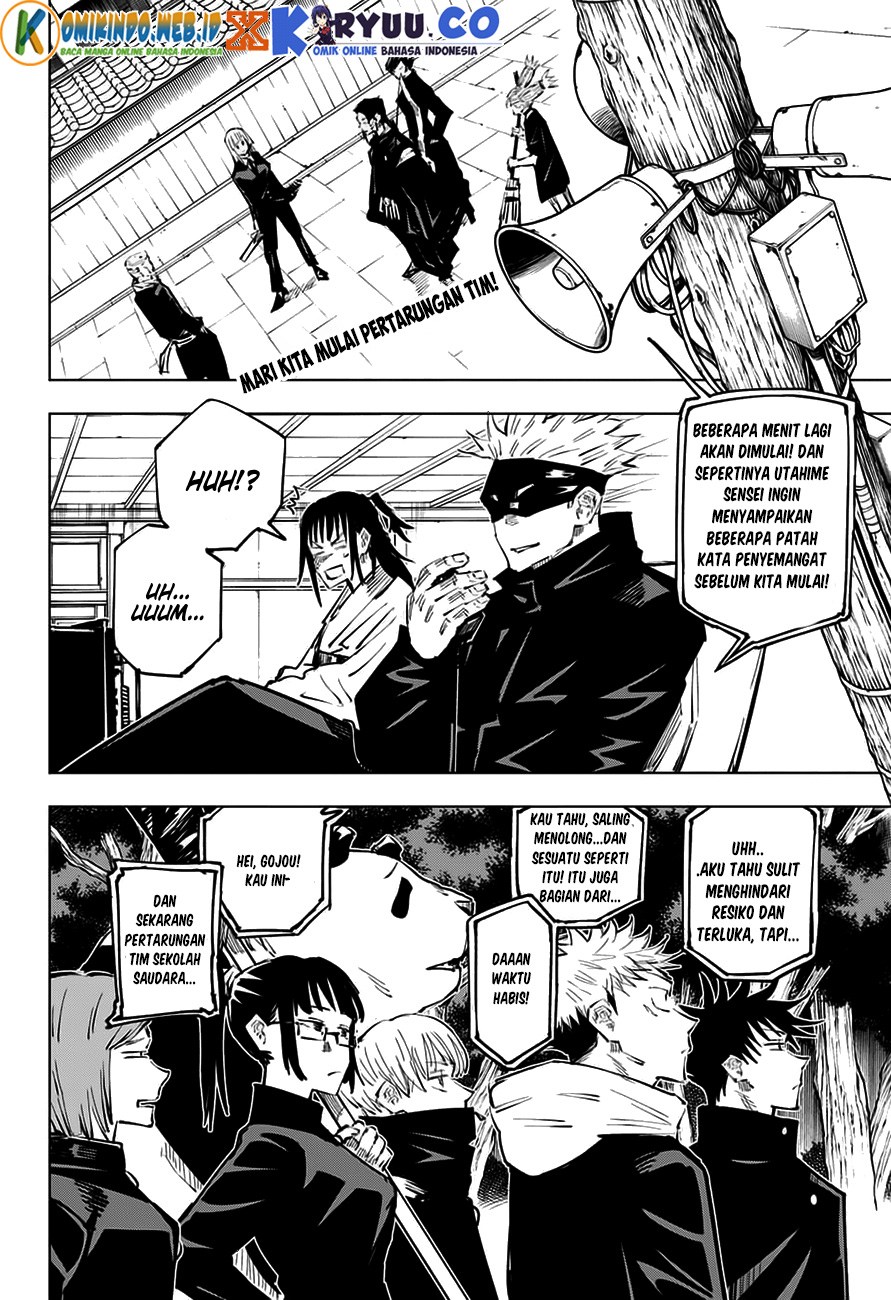 KOMIKINDO.WEB.ID X KIRYUU.CO
BACA MANGA ONLINE BAHASA INDONESIA
OMIK ONLINE BAHASA INDONESIA
MARI KITA MULAI PERTARUNGAN TIM!
BEBERAPA MENIT LAGI
AKAN DIMULAI! DAN
SEPERTINYA UTAHIME
SENSEI INGIN
MENYAMPAIKAN
BEBERAPA PATAH
KATA PENYEMANGAT
SEBELUM KITA MULAI!
HUH!?
UH...
UUUM...
UHH..
.AKU TAHU SULIT
MENGHINDARI
RESIKO DAN
TERLUKA, TAPI...
KAU TAHU, SALING
MENOLONG...DAN
SESUATU SEPERTI
ITU! ITU JUGA
BAGIAN DARI...
DAAAN
WAKTU
HABIS!
HEI, GOJOU!
KAU INI-
DAN
SEKARANG
PERTARUNGAN
TIM SEKOLAH
SAUDARA...